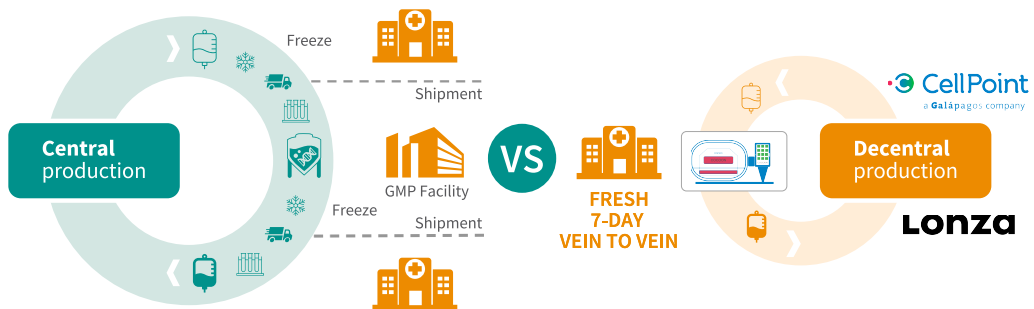 Freeze
Shipment
Central
production
GMP Facility
Freeze
Shipment
VS
FRESH
7-DAY
VEIN TO VEIN
Decentral
production
CellPoint
a Galápagos company
Lonza